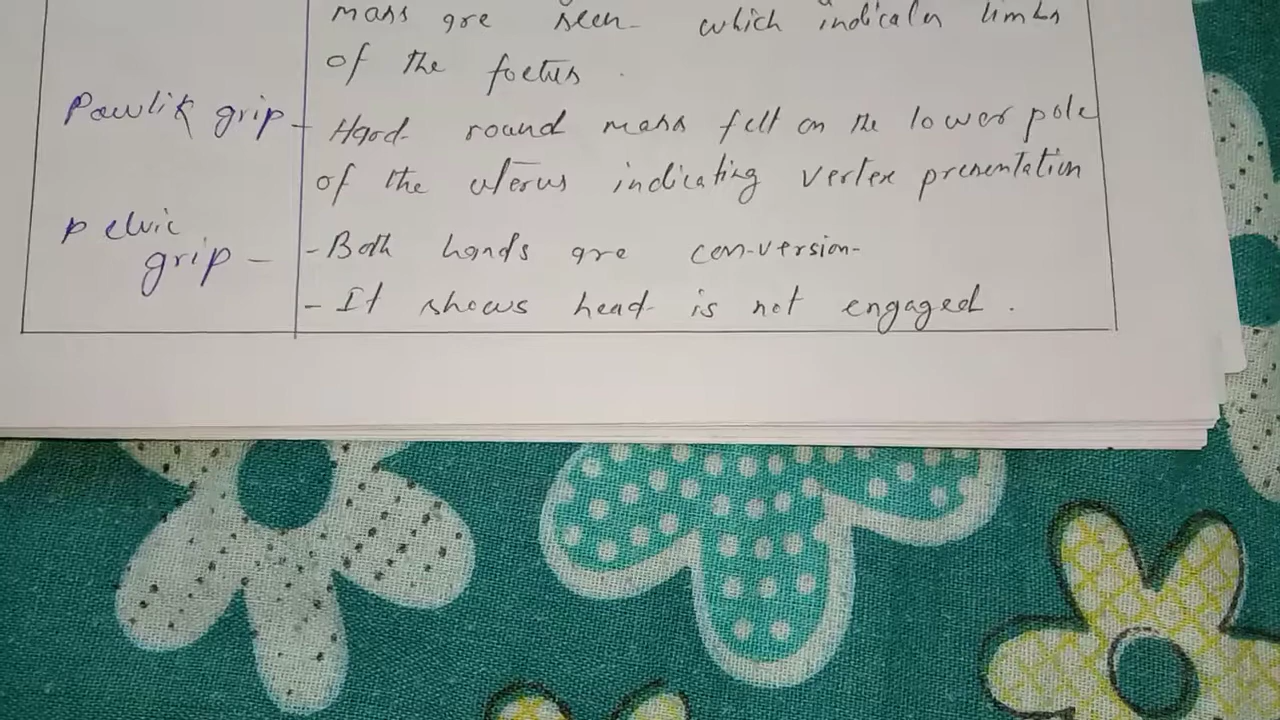 mass are seen which indicates limbs
of the foetus.
Pawlik grip - Hard round mass felt on the lower pole
of the uterus indicating vertex presentation
pelvic
grip - - Both hands are con-version-
- It shows head is not engaged.